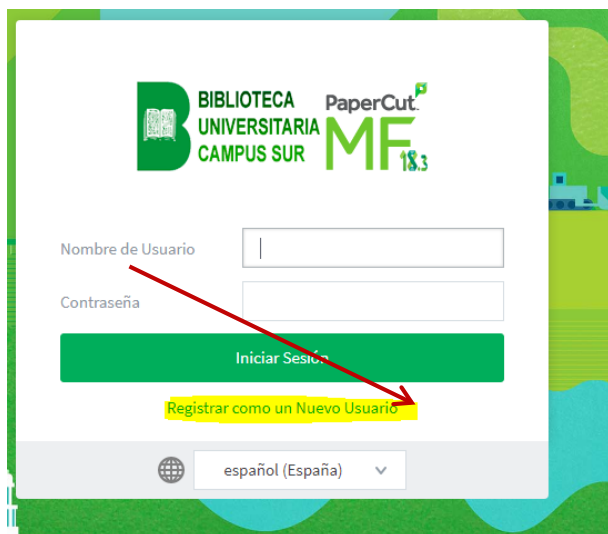 BIBLIOTECA
UNIVERSITARIA
CAMPUS SUR
PaperCut
MF
18.3
Nombre de Usuario
Contraseña
Iniciar Sesión
Registrar como un Nuevo Usuario
español (España)